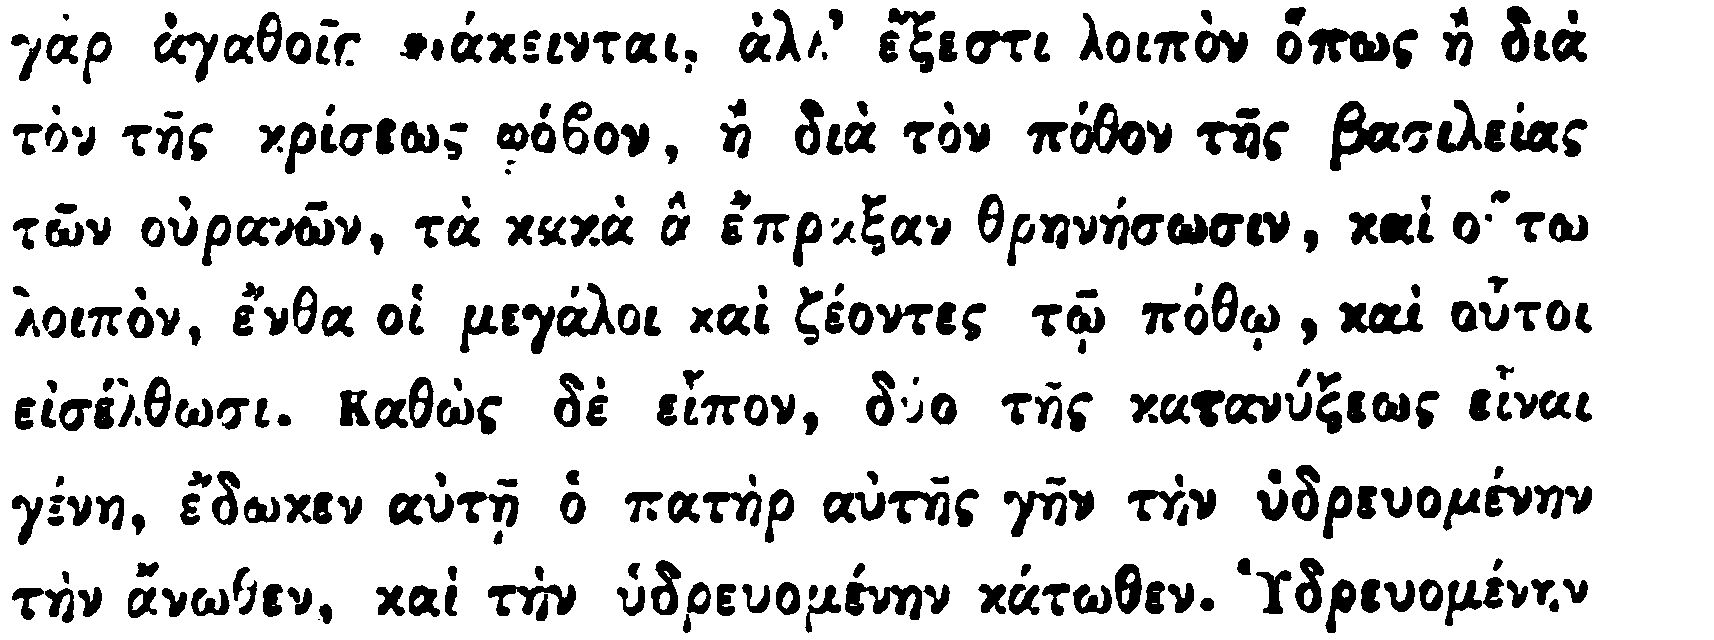 γὰρ ἀγαθοῖς διάκεινται, ἀλλ' ἔξεστι λοιπὸν ὅπως ἢ διὰ
τὸν τῆς κρίσεως φόβον, ἢ διὰ τὸν πόθον τῆς βασιλείας
τῶν οὐρανῶν, τὰ κακὰ ἃ ἔπραξαν θρηνήσωσιν, καὶ οὕτω
λοιπὸν, ἔνθα οἱ μεγάλοι καὶ ζέοντες τῷ πόθῳ, καὶ οὗτοι
εἰσέλθωσι. Καθὼς δὲ εἶπον, δύο τῆς κατανύξεως εἶναι
γένη, ἔδωκεν αὐτῇ ὁ πατὴρ αὐτῆς γῆν τὴν ὑδρευομένην
τὴν ἄνωθεν, καὶ τὴν ὑδρευομένην κάτωθεν. Ὑδρευομένην